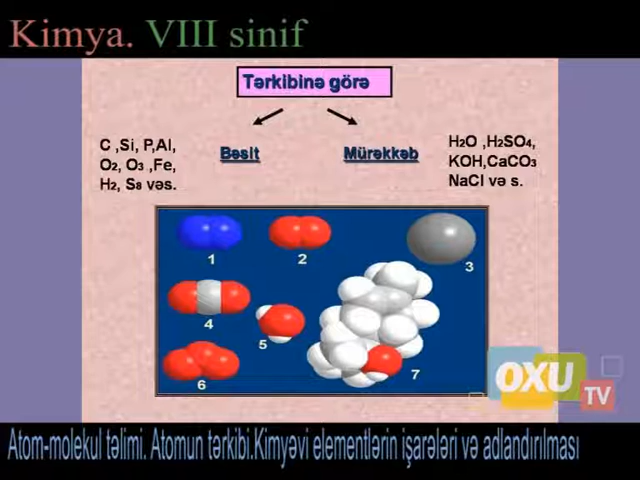 Kimya. VIII sinif
Tərkibinə görə
C ,Si, P,Al,
O₂, O₃ ,Fe,
H₂, S₈ vəs.
Bəsit
Mürəkkəb
H₂O ,H₂SO₄,
KOH,CaCO₃
NaCl və s.
1
2
3
4
5
6
7
OXU
TV
Atom-molekul təlimi. Atomun tərkibi.Kimyəvi elementlərin işarələri və adlandırılması